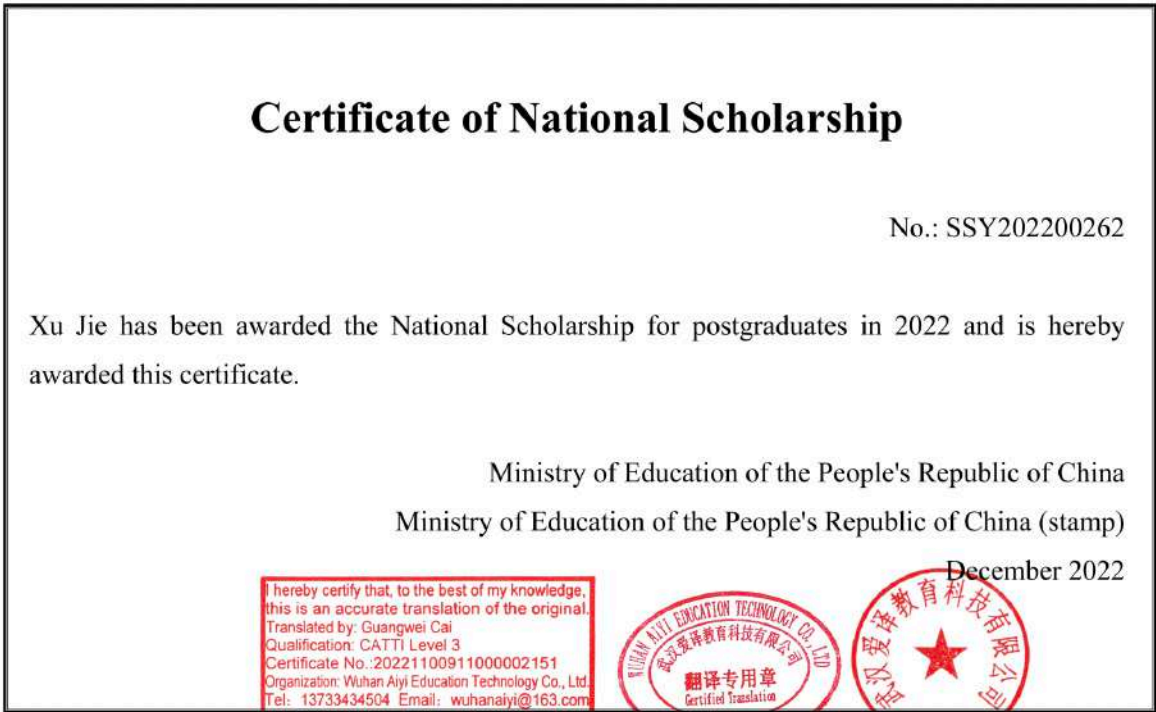 Certificate of National Scholarship
No.: SSY202200262
Xu Jie has been awarded the National Scholarship for postgraduates in 2022 and is hereby
awarded this certificate.
Ministry of Education of the People's Republic of China
Ministry of Education of the People's Republic of China (stamp)
December 2022
I hereby certify that, to the best of my knowledge,
this is an accurate translation of the original.
Translated by: Guangwei Cai
Qualification: CATTI Level 3
Certificate No.:20221100911000002151
Organization: Wuhan Aiyi Education Technology Co., Ltd.
Tel: 13733434504 Email: wuhanaiyi@163.com
WUHAN AIYI EDUCATION TECHNOLOGY CO., LTD
武汉爱译教育科技有限公司
翻译专用章
Certified Translation
武汉爱译教育科技有限公司